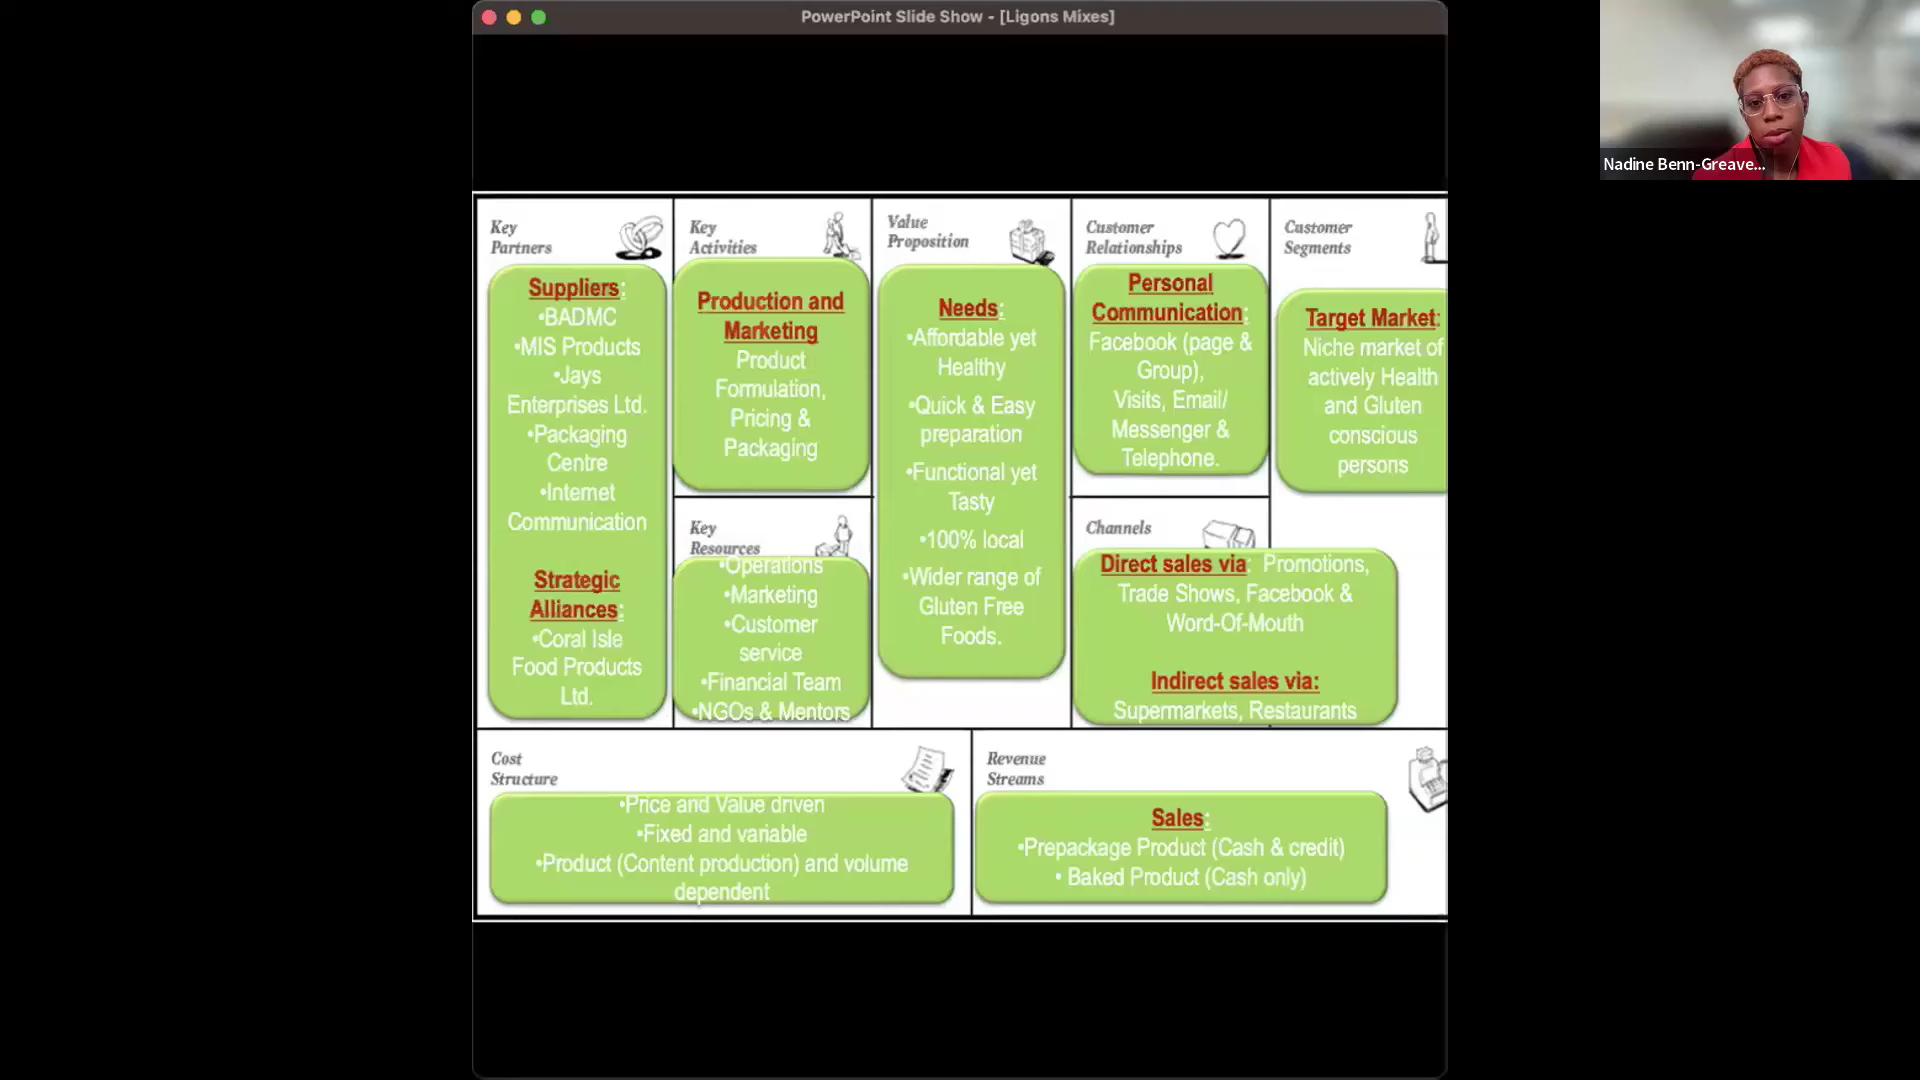 PowerPoint Slide Show - [Ligons Mixes]
Nadine Benn-Greave...
Key
Partners
Suppliers:
•BADMC
•MIS Products
•Jays
Enterprises Ltd.
•Packaging
Centre
•Internet
Communication
Strategic
Alliances:
•Coral Isle
Food Products
Ltd.
Key
Activities
Production and
Marketing
Product
Formulation,
Pricing &
Packaging
Key
Resources
•Operations
•Marketing
•Customer
service
•Financial Team
•NGOs & Mentors
Value
Proposition
Needs:
•Affordable yet
Healthy
•Quick & Easy
preparation
•Functional yet
Tasty
•100% local
•Wider range of
Gluten Free
Foods.
Customer
Relationships
Personal
Communication:
Facebook (page &
Group),
Visits, Email/
Messenger &
Telephone.
Channels
Direct sales via: Promotions,
Trade Shows, Facebook &
Word-Of-Mouth
Indirect sales via:
Supermarkets, Restaurants
Customer
Segments
Target Market:
Niche market of
actively Health
and Gluten
conscious
persons
Cost
Structure
•Price and Value driven
•Fixed and variable
•Product (Content production) and volume
dependent
Revenue
Streams
Sales:
•Prepackage Product (Cash & credit)
• Baked Product (Cash only)